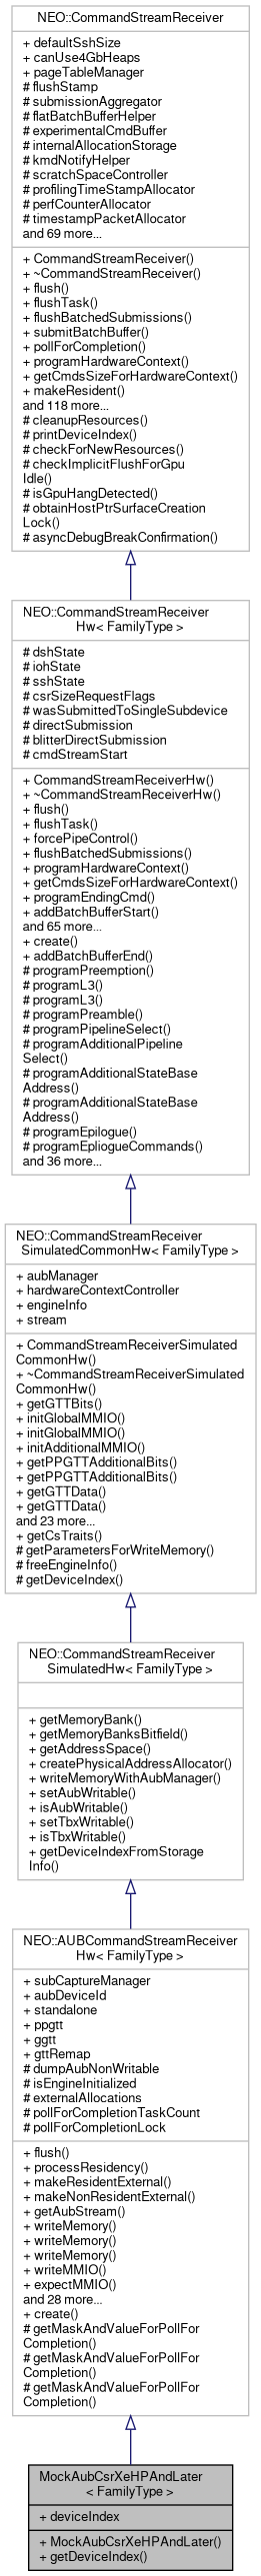 NEO::CommandStreamReceiver
+ defaultSshSize
+ canUse4GbHeaps
+ pageTableManager
# flushStamp
# submissionAggregator
# flatBatchBufferHelper
# experimentalCmdBuffer
# internalAllocationStorage
# kmdNotifyHelper
# scratchSpaceController
# profilingTimeStampAllocator
# perfCounterAllocator
# timestampPacketAllocator
and 69 more...
+ CommandStreamReceiver()
+ ~CommandStreamReceiver()
+ flush()
+ flushTask()
+ flushBatchedSubmissions()
+ submitBatchBuffer()
+ pollForCompletion()
+ programHardwareContext()
+ getCmdsSizeForHardwareContext()
+ makeResident()
and 118 more...
# cleanupResources()
# printDeviceIndex()
# checkForNewResources()
# checkImplicitFlushForGpu
Idle()
# isGpuHangDetected()
# obtainHostPtrSurfaceCreation
Lock()
# asyncDebugBreakConfirmation()
NEO::CommandStreamReceiver
Hw< FamilyType >
# dshState
# iohState
# sshState
# csrSizeRequestFlags
# wasSubmittedToSingleSubdevice
# directSubmission
# blitterDirectSubmission
# cmdStreamStart
+ CommandStreamReceiverHw()
+ ~CommandStreamReceiverHw()
+ flush()
+ flushTask()
+ forcePipeControl()
+ flushBatchedSubmissions()
+ programHardwareContext()
+ getCmdsSizeForHardwareContext()
+ programEndingCmd()
+ addBatchBufferStart()
and 65 more...
+ create()
+ addBatchBufferEnd()
# programPreemption()
# programL3()
# programL3()
# programPreamble()
# programPipelineSelect()
# programAdditionalPipeline
Select()
# programAdditionalStateBase
Address()
# programAdditionalStateBase
Address()
# programEpilogue()
# programEpliogueCommands()
and 36 more...
NEO::CommandStreamReceiver
SimulatedCommonHw< FamilyType >
+ aubManager
+ hardwareContextController
+ engineInfo
+ stream
+ CommandStreamReceiverSimulated
CommonHw()
+ ~CommandStreamReceiverSimulated
CommonHw()
+ getGTTBits()
+ initGlobalMMIO()
+ initGlobalMMIO()
+ initAdditionalMMIO()
+ getPPGTTAdditionalBits()
+ getPPGTTAdditionalBits()
+ getGTTData()
+ getGTTData()
and 23 more...
+ getCsTraits()
# getParametersForWriteMemory()
# freeEngineInfo()
# getDeviceIndex()
NEO::CommandStreamReceiver
SimulatedHw< FamilyType >
+ getMemoryBank()
+ getMemoryBanksBitfield()
+ getAddressSpace()
+ createPhysicalAddressAllocator()
+ writeMemoryWithAubManager()
+ setAubWritable()
+ isAubWritable()
+ setTbxWritable()
+ isTbxWritable()
+ getDeviceIndexFromStorage
Info()
NEO::AUBCommandStreamReceiver
Hw< FamilyType >
+ subCaptureManager
+ aubDeviceId
+ standalone
+ ppgtt
+ ggtt
+ gttRemap
# dumpAubNonWritable
# isEngineInitialized
# externalAllocations
# pollForCompletionTaskCount
# pollForCompletionLock
+ flush()
+ processResidency()
+ makeResidentExternal()
+ makeNonResidentExternal()
+ getAubStream()
+ writeMemory()
+ writeMemory()
+ writeMemory()
+ writeMMIO()
+ expectMMIO()
and 28 more...
+ create()
# getMaskAndValueForPollFor
Completion()
# getMaskAndValueForPollFor
Completion()
# getMaskAndValueForPollFor
Completion()
MockAubCsrXeHPAndLater
< FamilyType >
+ deviceIndex
+ MockAubCsrXeHPAndLater()
+ getDeviceIndex()